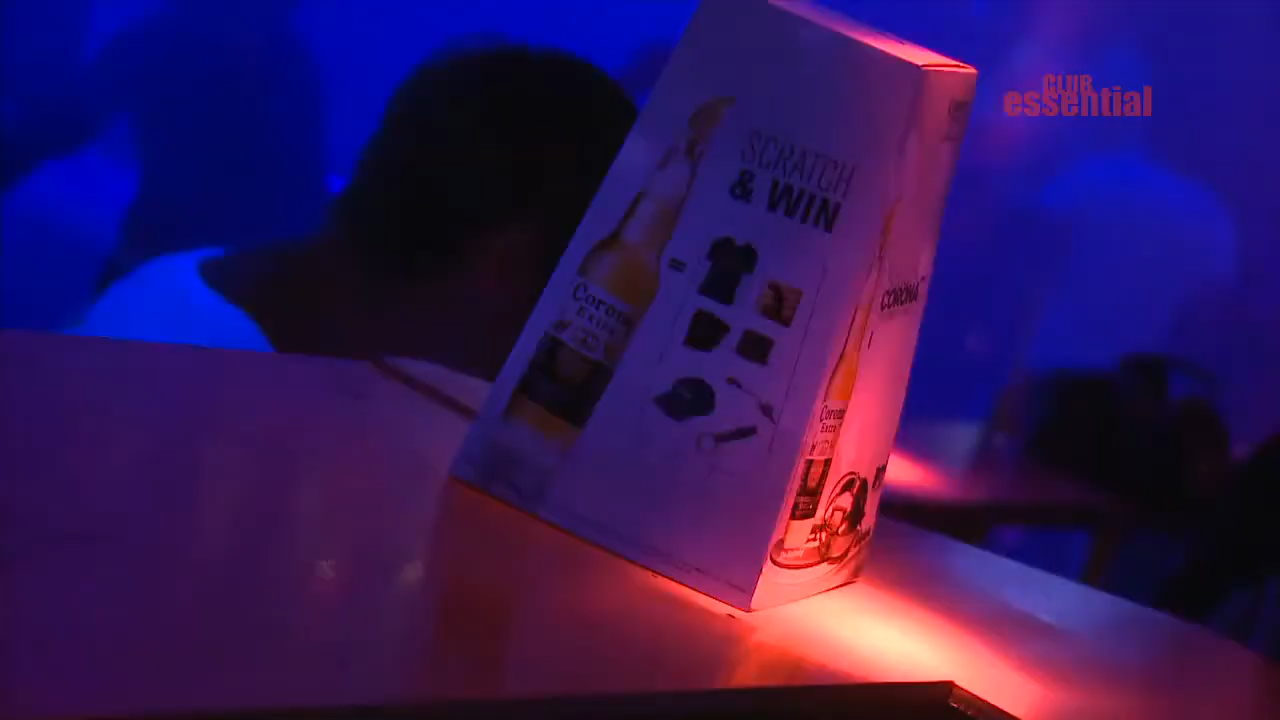 CLUB
essential
SCRATCH
& WIN
=
Corona
Extra
CORONA
Corona
Extra